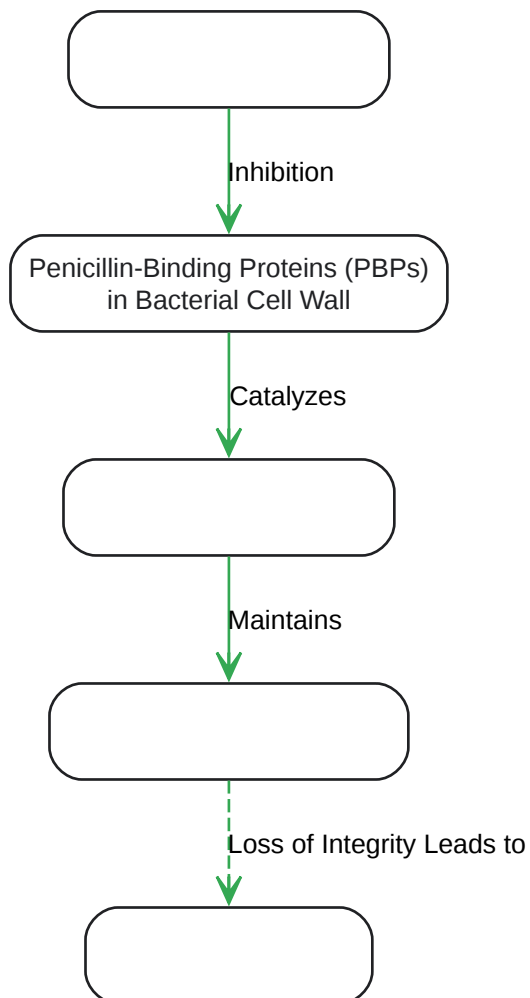 Inhibition
Penicillin-Binding Proteins (PBPs)
in Bacterial Cell Wall
Catalyzes
Maintains
Loss of Integrity Leads to